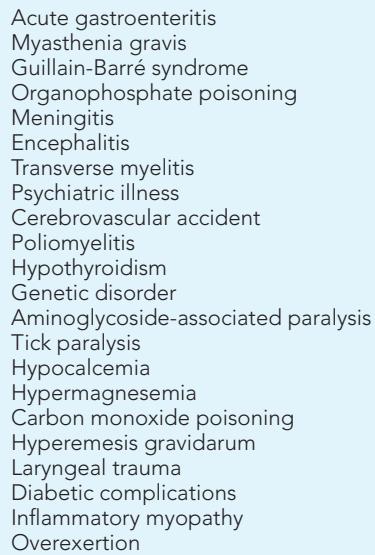 Acute gastroenteritis
Myasthenia gravis
Guillain-Barré syndrome
Organophosphate poisoning
Meningitis
Encephalitis
Transverse myelitis
Psychiatric illness
Cerebrovascular accident
Poliomyelitis
Hypothyroidism
Genetic disorder
Aminoglycoside-associated paralysis
Tick paralysis
Hypocalcemia
Hypermagnesemia
Carbon monoxide poisoning
Hyperemesis gravidarum
Laryngeal trauma
Diabetic complications
Inflammatory myopathy
Overexertion